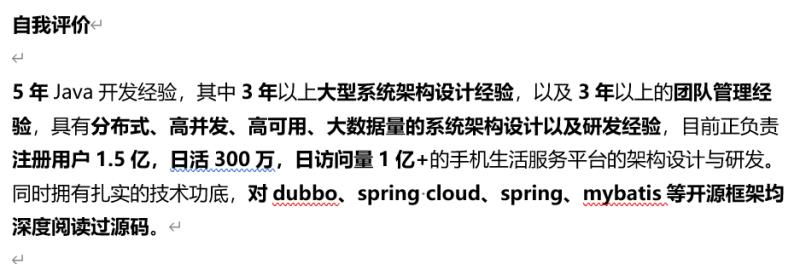 自我评价
5 年 Java 开发经验，其中 3 年以上大型系统架构设计经验，以及 3 年以上的团队管理经
验，具有分布式、高并发、高可用、大数据量的系统架构设计以及研发经验，目前正负责
注册用户 1.5 亿，日活 300 万，日访问量 1 亿+的手机生活服务平台的架构设计与研发。
同时拥有扎实的技术功底，对 dubbo、spring cloud、spring、mybatis 等开源框架均
深度阅读过源码。